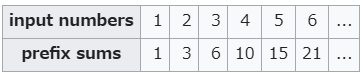 input numbers 1 2 3 4 5 6 ...
prefix sums 1 3 6 10 15 21 ...